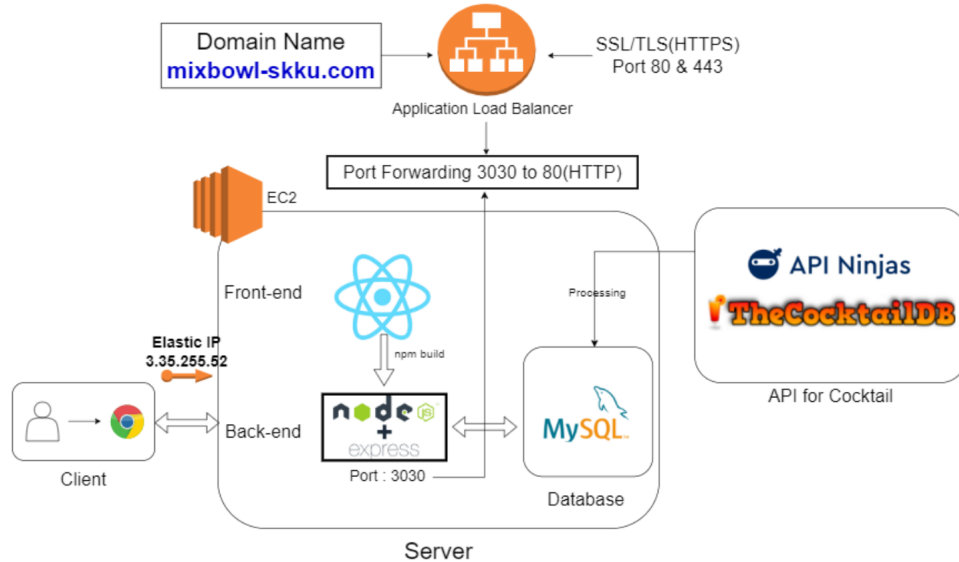 Domain Name
mixbowl-skku.com
SSL/TLS(HTTPS)
Port 80 & 443
Application Load Balancer
Port Forwarding 3030 to 80(HTTP)
EC2
Front-end
npm build
Processing
API Ninjas
TheCocktailDB
API for Cocktail
Elastic IP
3.35.255.52
Client
Back-end
node JS
+
express
Port : 3030
MySQL
Database
Server